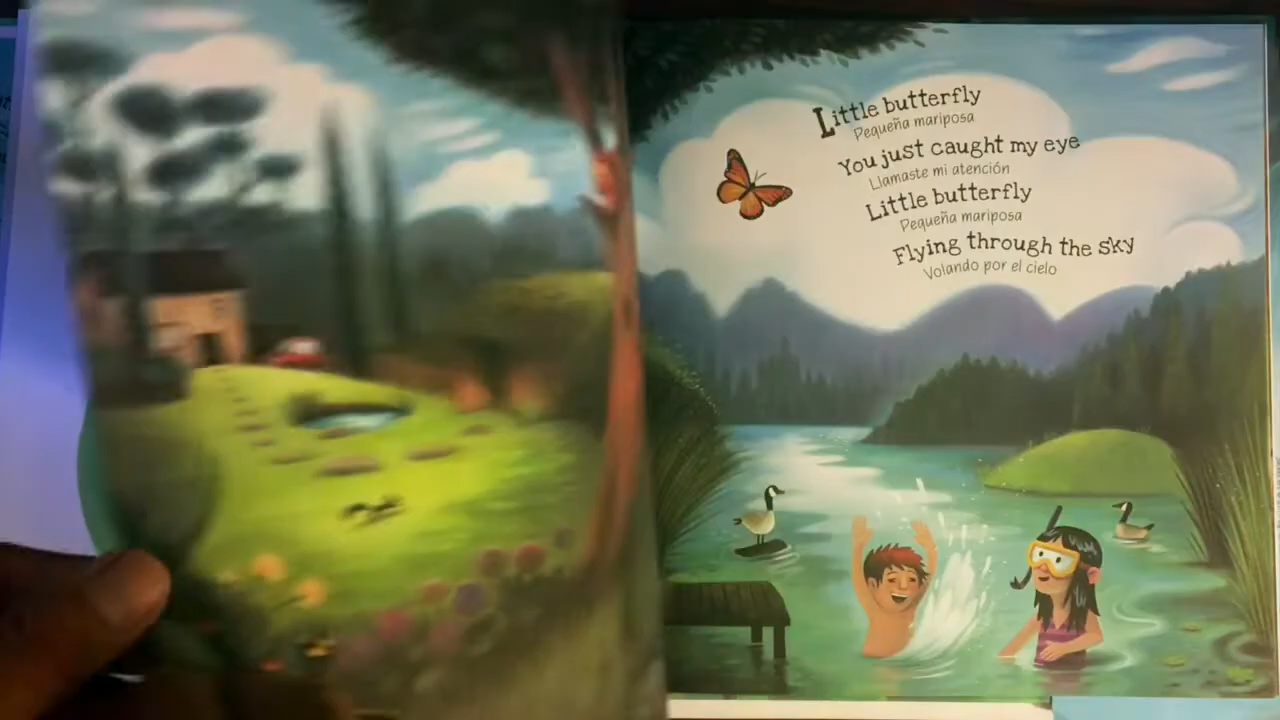 Little butterfly
Pequeña mariposa
You just caught my eye
Llamaste mi atención
Little butterfly
Pequeña mariposa
Flying through the sky
Volando por el cielo